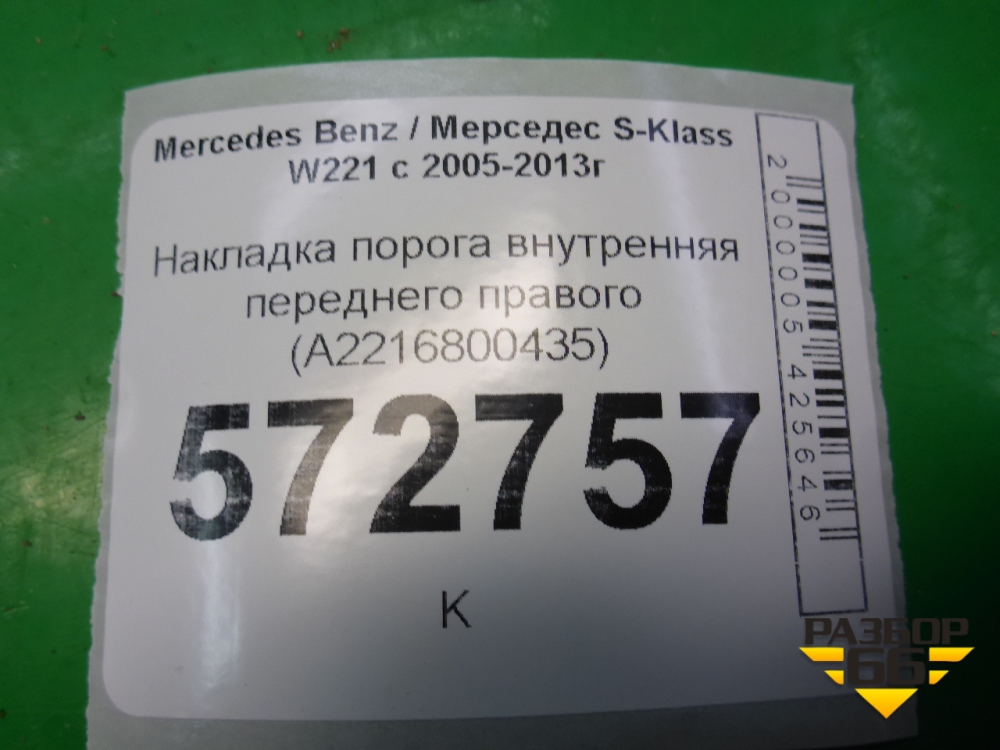 Mercedes Benz / Мерседес S-Klass
W221 с 2005-2013г
Накладка порога внутренняя
переднего правого
(A2216800435)
572757
К
2000005425646
РАЗБОР
66